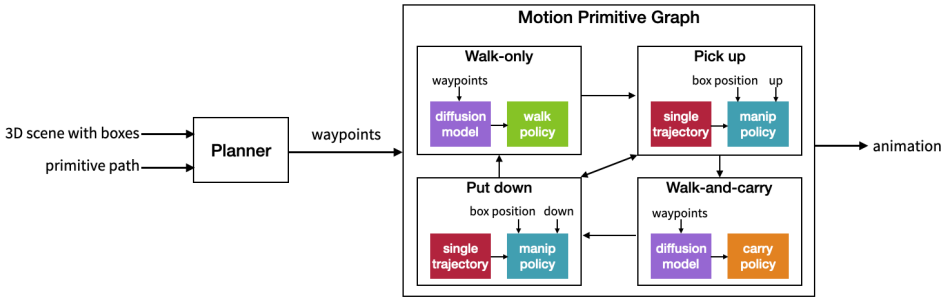 Motion Primitive Graph
3D scene with boxes
primitive path
Planner
waypoints
Walk-only
waypoints
diffusion
model
walk
policy
Pick up
box position
up
single
trajectory
manip
policy
Put down
box position
down
single
trajectory
manip
policy
Walk-and-carry
waypoints
diffusion
model
carry
policy
animation